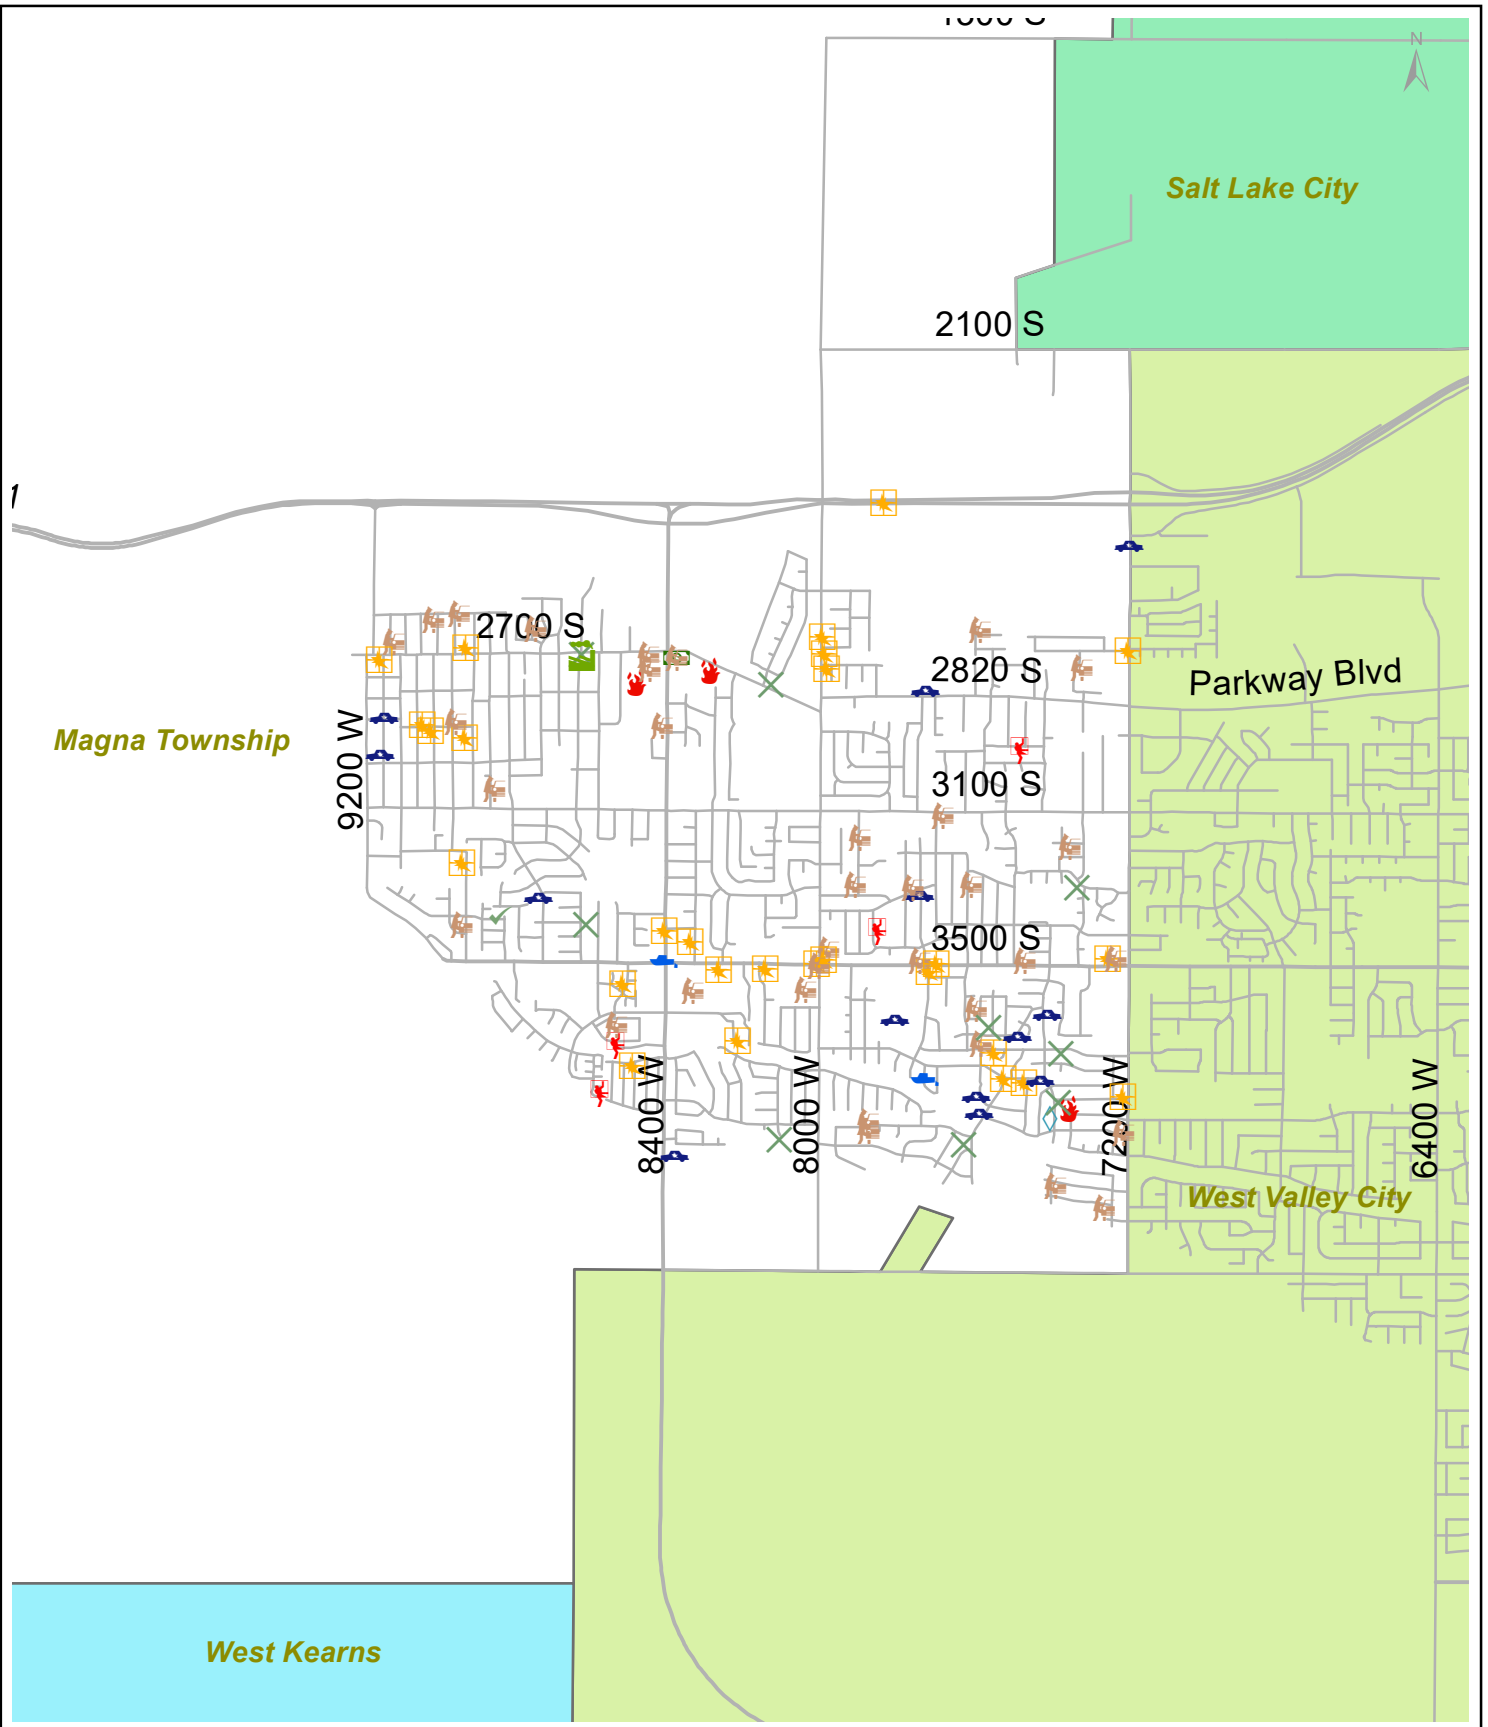 N
Salt Lake City
2100 S
2700 S
2820 S
Parkway Blvd
Magna Township
9200 W
3100 S
3500 S
8400 W
8000 W
7200 W
6400 W
West Valley City
West Kearns